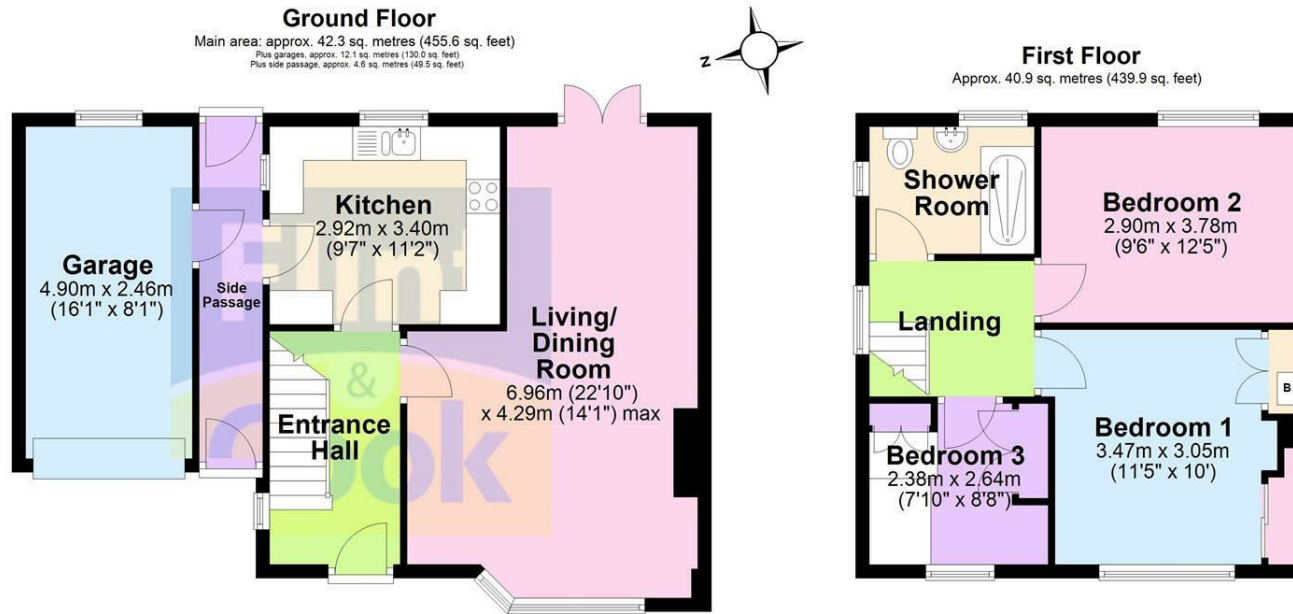 Ground Floor
Main area: approx. 42.3 sq. metres (455.6 sq. feet)
Plus garages, approx. 12.1 sq. metres (130.0 sq. feet)
Plus side passage, approx. 4.6 sq. metres (49.5 sq. feet)
Garage
4.90m x 2.46m
(16'1" x 8'1")
Side
Passage
Kitchen
2.92m x 3.40m
(9'7" x 11'2")
Living/
Dining
Room
6.96m (22'10")
x 4.29m (14'1") max
Entrance
Hall
Flint
&
Cook
N
First Floor
Approx. 40.9 sq. metres (439.9 sq. feet)
Shower
Room
Bedroom 2
2.90m x 3.78m
(9'6" x 12'5")
Landing
Bedroom 1
3.47m x 3.05m
(11'5" x 10')
B
Bedroom 3
2.38m x 2.64m
(7'10" x 8'8")